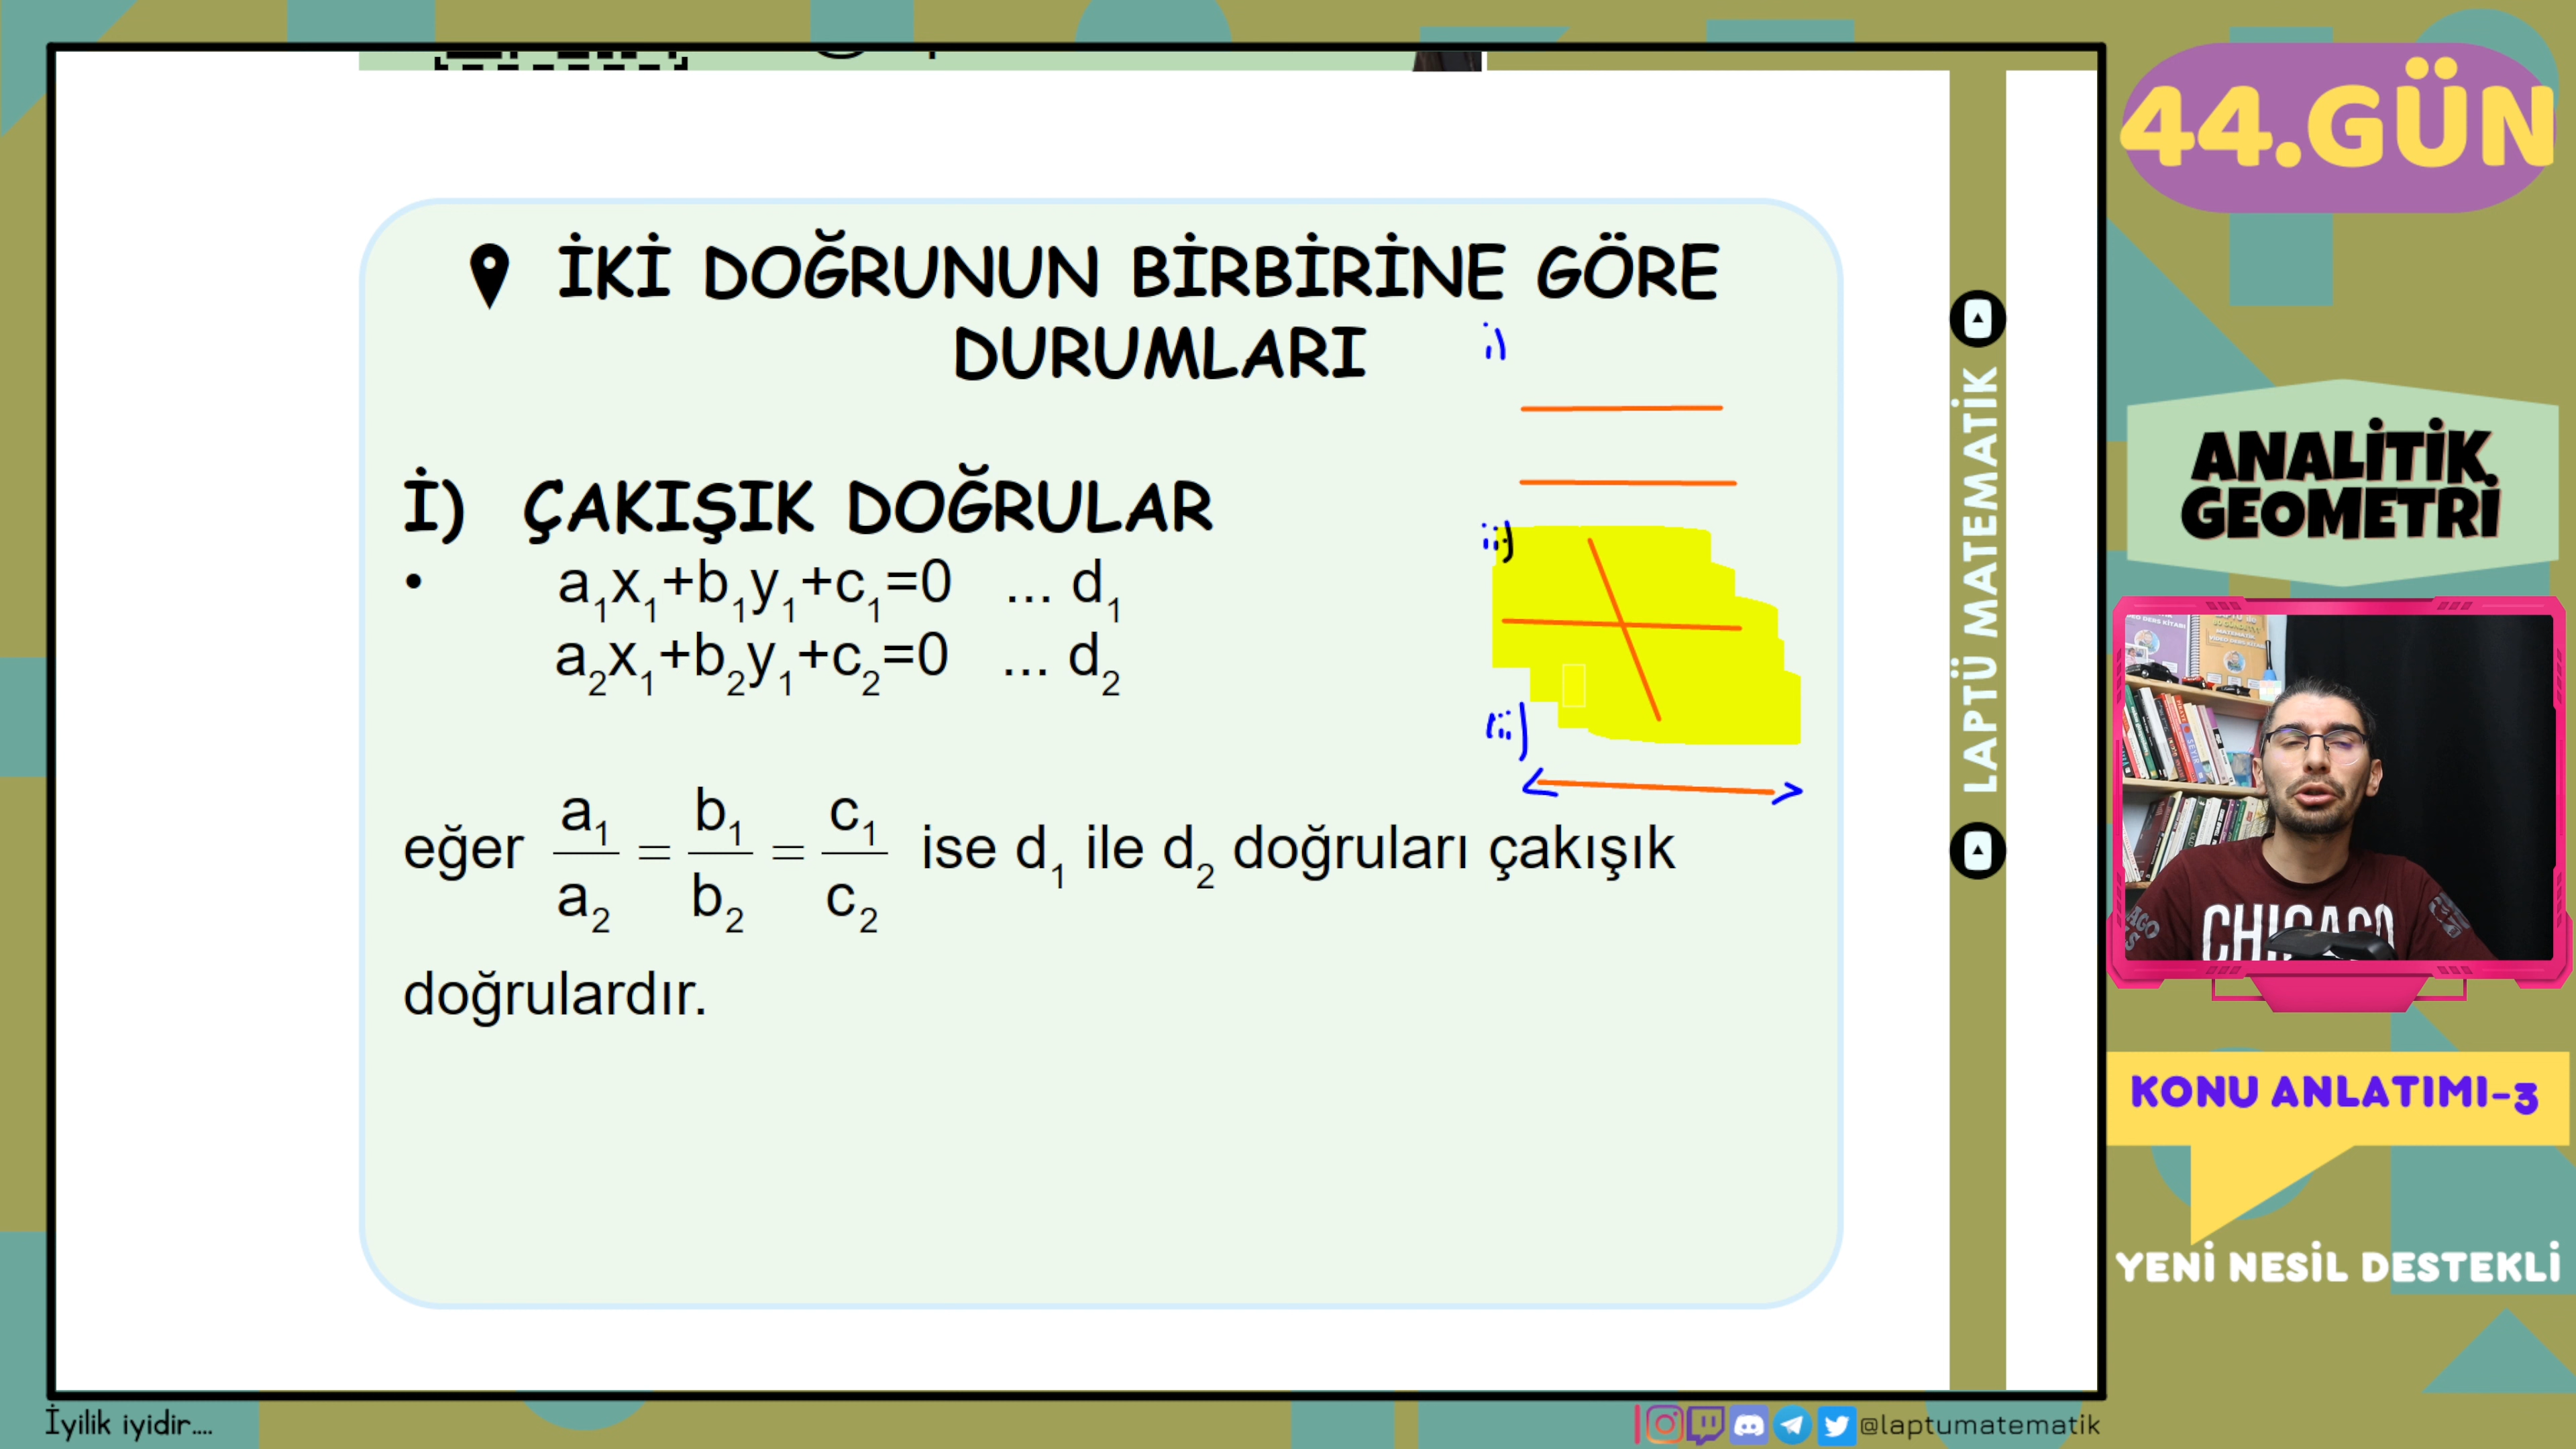 44.GÜN
İKİ DOĞRUNUN BİRBİRİNE GÖRE
DURUMLARI
i)
İ) ÇAKIŞIK DOĞRULAR
• a₁x₁+b₁y₁+c₁=0 ... d₁
a₂x₁+b₂y₁+c₂=0 ... d₂
ii)
iii)
eğer a₁/a₂ = b₁/b₂ = c₁/c₂ ise d₁ ile d₂ doğruları çakışık
doğrulardır.
LAPTÜ MATEMATİK
ANALİTİK
GEOMETRİ
CHICAGO
KONU ANLATIMI-3
YENİ NESİL DESTEKLİ
İyilik iyidir....
@laptumatematik